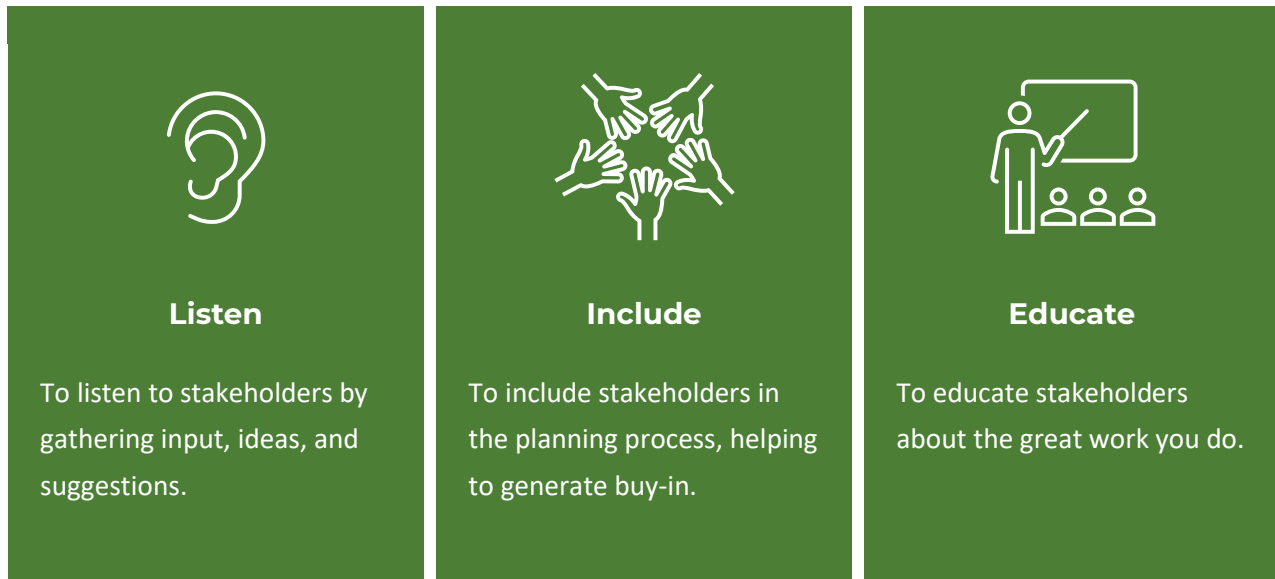 Listen
To listen to stakeholders by
gathering input, ideas, and
suggestions.
Include
To include stakeholders in
the planning process, helping
to generate buy-in.
Educate
To educate stakeholders
about the great work you do.